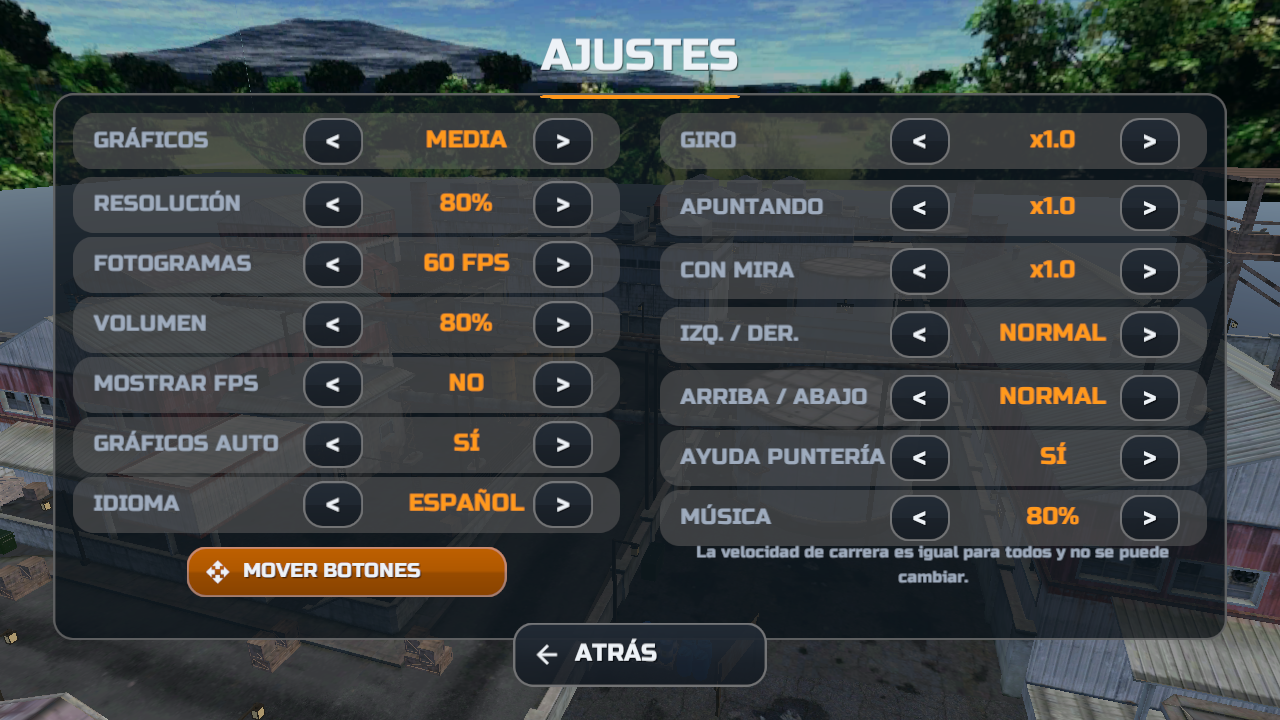 AJUSTES
GRÁFICOS < MEDIA >
RESOLUCIÓN < 80% >
FOTOGRAMAS < 60 FPS >
VOLUMEN < 80% >
MOSTRAR FPS < NO >
GRÁFICOS AUTO < SÍ >
IDIOMA < ESPAÑOL >
MOVER BOTONES
GIRO < x1.0 >
APUNTANDO < x1.0 >
CON MIRA < x1.0 >
IZQ. / DER. < NORMAL >
ARRIBA / ABAJO < NORMAL >
AYUDA PUNTERÍA < SÍ >
MÚSICA < 80% >
La velocidad de carrera es igual para todos y no se puede
cambiar.
ATRÁS